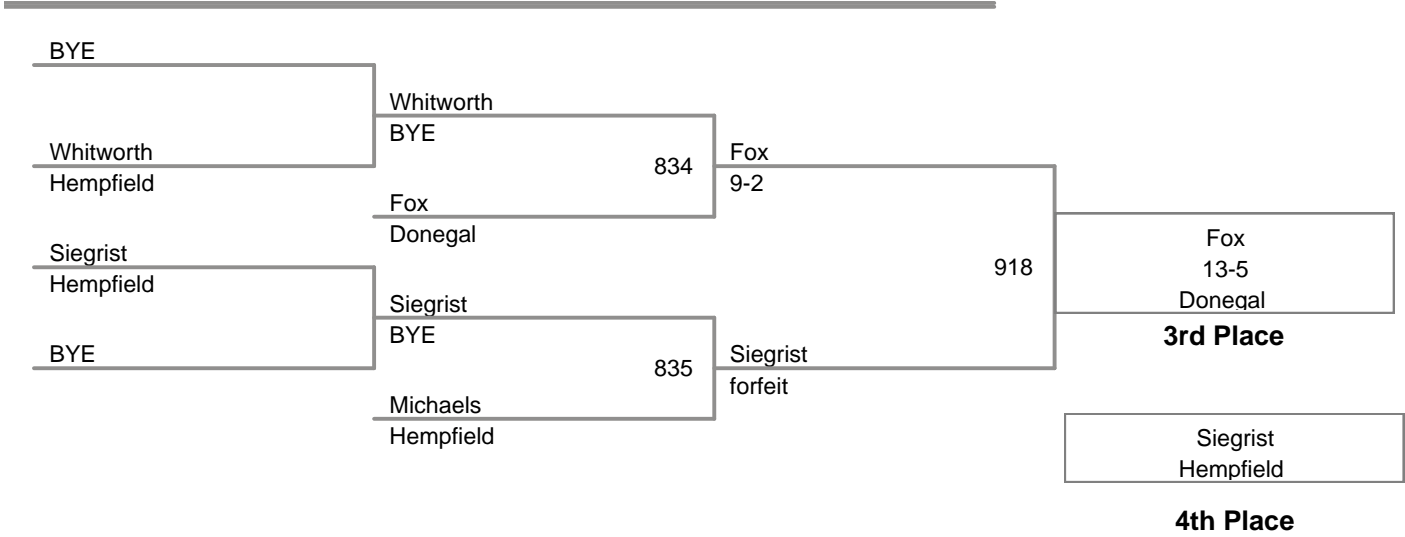 BYE
Whitworth
BYE
Whitworth
Hempfield
834
Fox
9-2
Fox
Donegal
Siegrist
Hempfield
918
Fox
13-5
Donegal
3rd Place
Siegrist
BYE
BYE
835
Siegrist
forfeit
Michaels
Hempfield
Siegrist
Hempfield
4th Place